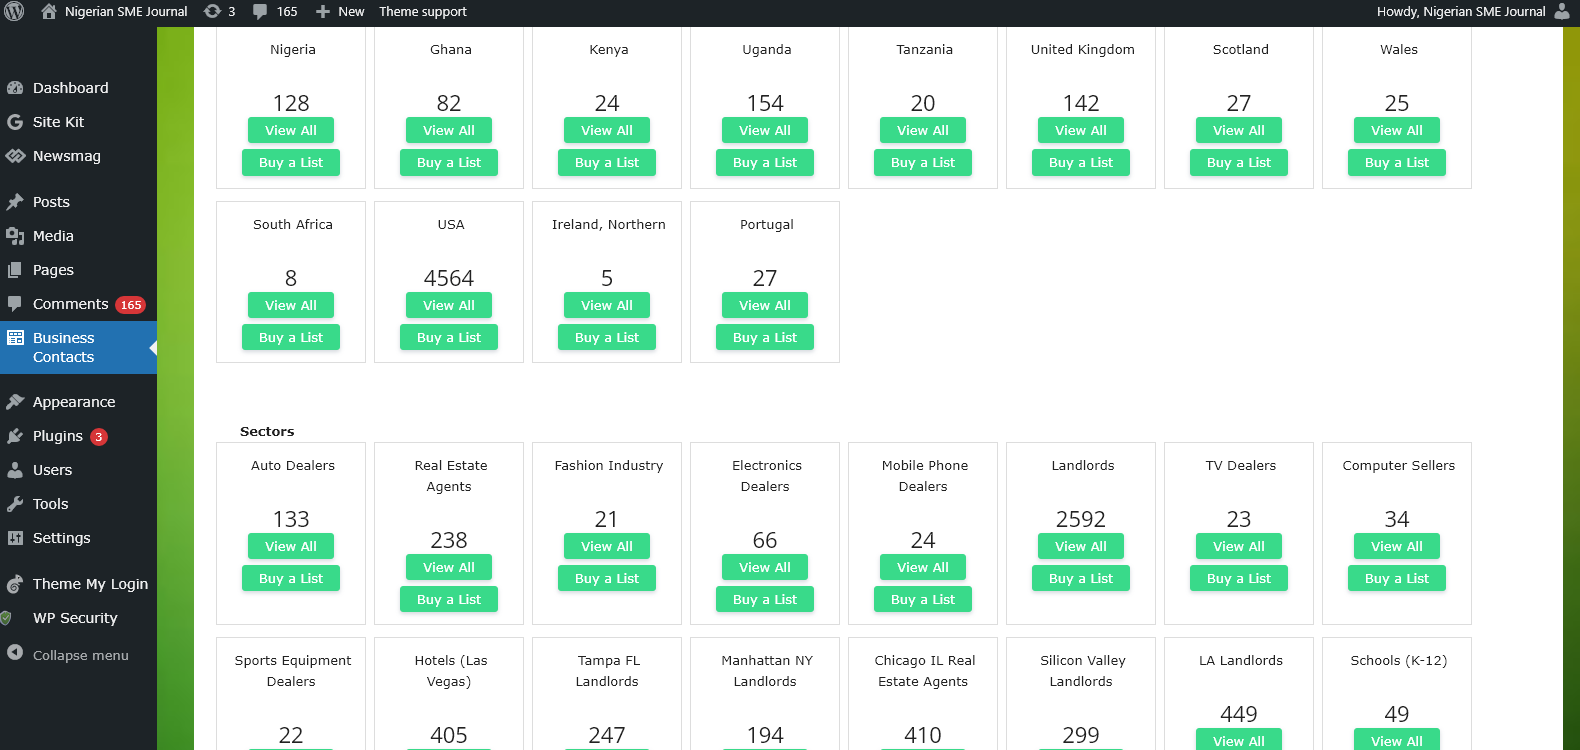 Nigerian SME Journal 3 165 New Theme support Howdy, Nigerian SME Journal
Dashboard
Site Kit
Newsmag
Posts
Media
Pages
Comments 165
Business
Contacts
Appearance
Plugins 3
Users
Tools
Settings
Theme My Login
WP Security
Collapse menu
Nigeria Ghana Kenya Uganda Tanzania United Kingdom Scotland Wales
128 82 24 154 20 142 27 25
View All View All View All View All View All View All View All View All
Buy a List Buy a List Buy a List Buy a List Buy a List Buy a List Buy a List Buy a List
South Africa USA Ireland, Northern Portugal
8 4564 5 27
View All View All View All View All
Buy a List Buy a List Buy a List Buy a List
Sectors
Auto Dealers
133
View All
Buy a List
Real Estate
Agents
238
View All
Buy a List
Fashion Industry
21
View All
Buy a List
Electronics
Dealers
66
View All
Buy a List
Mobile Phone
Dealers
24
View All
Buy a List
Landlords
2592
View All
Buy a List
TV Dealers
23
View All
Buy a List
Computer Sellers
34
View All
Buy a List
Sports Equipment
Dealers
22
Hotels (Las
Vegas)
405
Tampa FL
Landlords
247
Manhattan NY
Landlords
194
Chicago IL Real
Estate Agents
410
Silicon Valley
Landlords
299
LA Landlords
449
View All
Schools (K-12)
49
View All